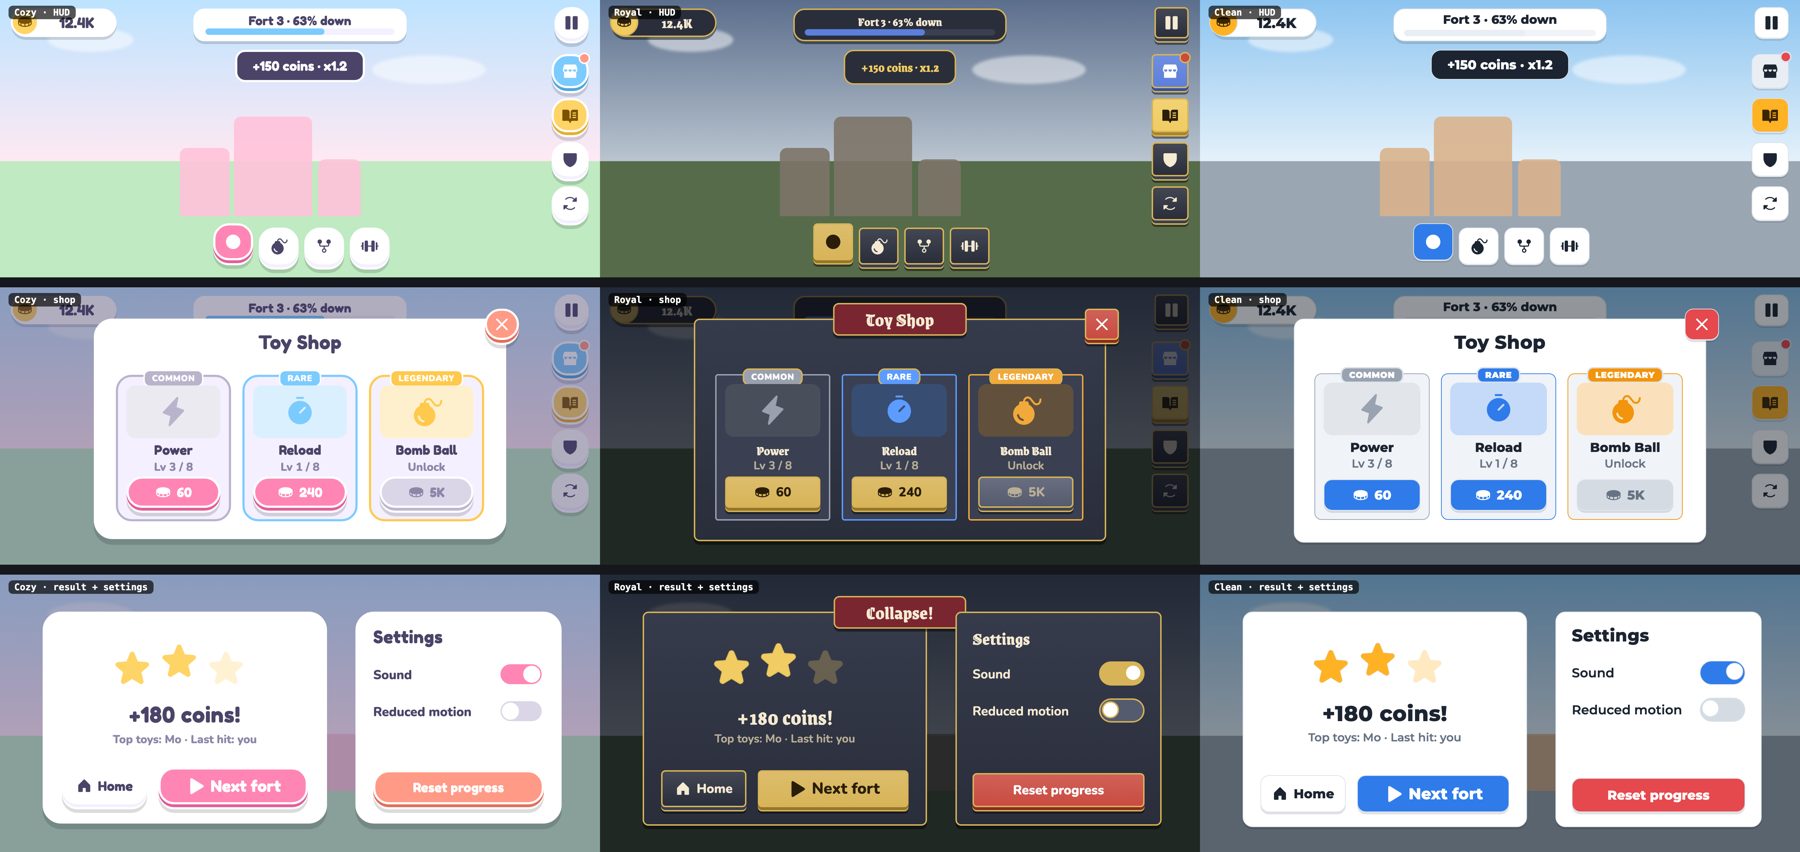 Cozy · HUD
12.4K
Fort 3 · 63% down
+150 coins · x1.2
Royal · HUD
12.4K
Fort 3 · 63% down
+150 coins · x1.2
Clean · HUD
12.4K
Fort 3 · 63% down
+150 coins · x1.2
Cozy · shop
12.4K
Fort 3 · 63% down
Toy Shop
COMMON
RARE
LEGENDARY
Power
Reload
Bomb Ball
Lv 3 / 8
Lv 1 / 8
Unlock
60
240
5K
Royal · shop
12.4K
Toy Shop
COMMON
RARE
LEGENDARY
Power
Reload
Bomb Ball
Lv 3 / 8
Lv 1 / 8
Unlock
60
240
5K
Clean · shop
12.4K
Fort 3 · 63% down
Toy Shop
COMMON
RARE
LEGENDARY
Power
Reload
Bomb Ball
Lv 3 / 8
Lv 1 / 8
Unlock
60
240
5K
Cozy · result + settings
+180 coins!
Top toys: Mo · Last hit: you
Home
Next fort
Settings
Sound
Reduced motion
Reset progress
Royal · result + settings
Collapse!
+180 coins!
Top toys: Mo · Last hit: you
Home
Next fort
Settings
Sound
Reduced motion
Reset progress
Clean · result + settings
+180 coins!
Top toys: Mo · Last hit: you
Home
Next fort
Settings
Sound
Reduced motion
Reset progress